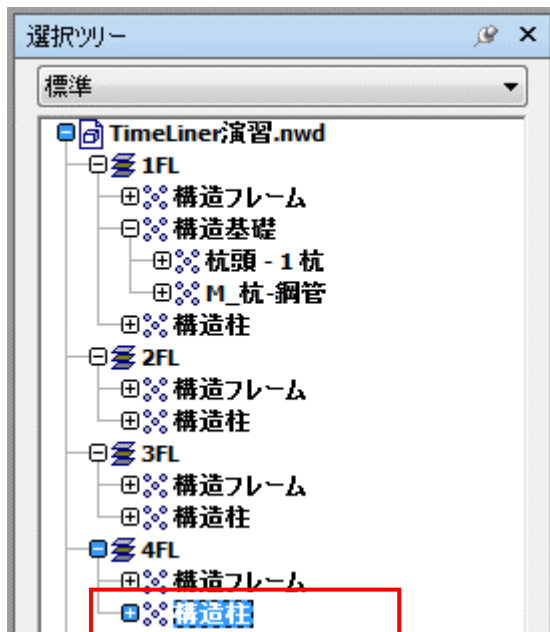 選択ツリー
標準
TimeLiner演習.nwd
1FL
構造フレーム
構造基礎
杭頭 - 1 杭
M_杭-鋼管
構造柱
2FL
構造フレーム
構造柱
3FL
構造フレーム
構造柱
4FL
構造フレーム
構造柱